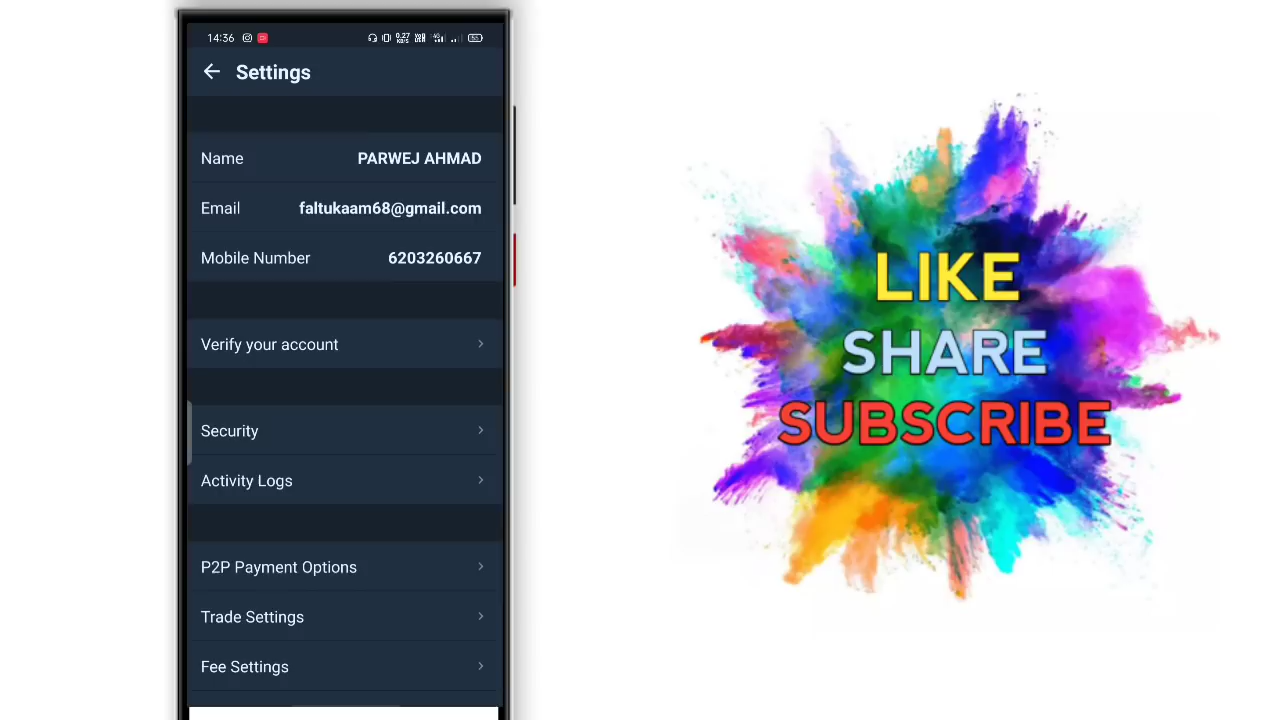 14:36
Settings
Name PARWEJ AHMAD
Email faltukaam68@gmail.com
Mobile Number 6203260667
Verify your account
Security
Activity Logs
P2P Payment Options
Trade Settings
Fee Settings
LIKE
SHARE
SUBSCRIBE